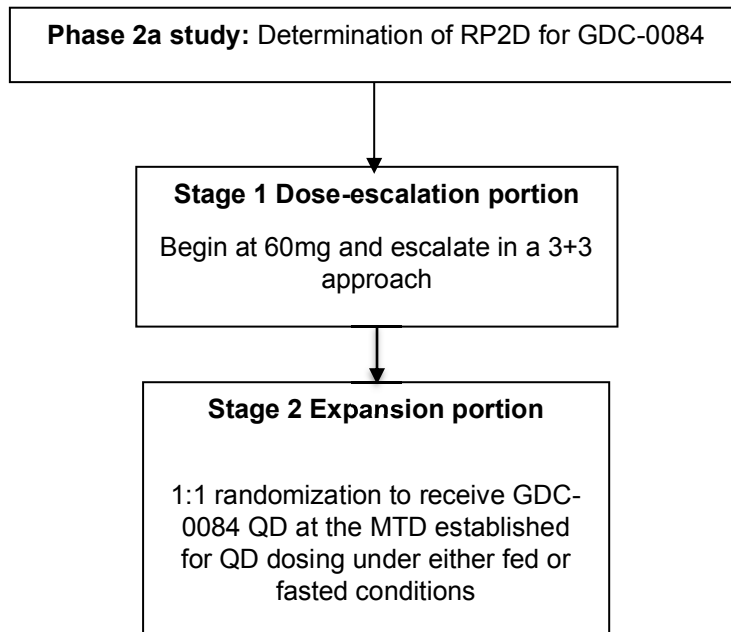 Phase 2a study: Determination of RP2D for GDC-0084
Stage 1 Dose-escalation portion
Begin at 60mg and escalate in a 3+3
approach
Stage 2 Expansion portion
1:1 randomization to receive GDC-
0084 QD at the MTD established
for QD dosing under either fed or
fasted conditions